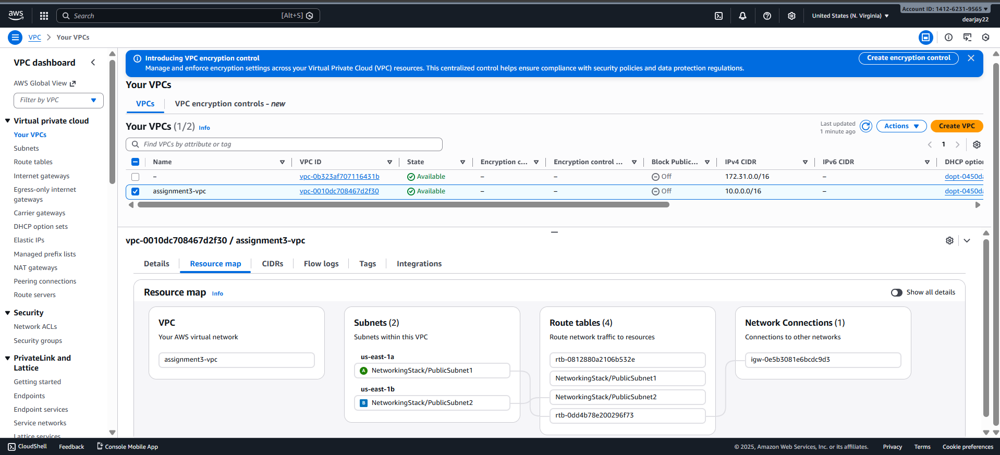 aws
Search
[Alt+S]
United States (N. Virginia)
Account ID: 1412-6231-9565
dearjay22
VPC
Your VPCs
VPC dashboard
AWS Global View
Filter by VPC
Virtual private cloud
Your VPCs
Subnets
Route tables
Internet gateways
Egress-only internet
gateways
Carrier gateways
DHCP option sets
Elastic IPs
Managed prefix lists
NAT gateways
Peering connections
Route servers
Security
Network ACLs
Security groups
PrivateLink and
Lattice
Getting started
Endpoints
Endpoint services
Service networks
Lattice services
Introducing VPC encryption control
Manage and enforce encryption settings across your Virtual Private Cloud (VPC) resources. This centralized control helps ensure compliance with security policies and data protection regulations.
Create encryption control
Your VPCs
VPCs
VPC encryption controls - new
Your VPCs (1/2) Info
Last updated
1 minute ago
Actions
Create VPC
Find VPCs by attribute or tag
1
Name VPC ID State Encryption c... Encryption control ... Block Public... IPv4 CIDR IPv6 CIDR DHCP option
– vpc-0b323af707116431b Available – – Off 172.31.0.0/16 – dopt-0450da
assignment3-vpc vpc-0010dc708467d2f30 Available – – Off 10.0.0.0/16 – dopt-0450da
vpc-0010dc708467d2f30 / assignment3-vpc
Details
Resource map
CIDRs
Flow logs
Tags
Integrations
Resource map Info
Show all details
VPC
Your AWS virtual network
assignment3-vpc
Subnets (2)
Subnets within this VPC
us-east-1a
A NetworkingStack/PublicSubnet1
us-east-1b
B NetworkingStack/PublicSubnet2
Route tables (4)
Route network traffic to resources
rtb-0812880a2106b532e
NetworkingStack/PublicSubnet1
NetworkingStack/PublicSubnet2
rtb-0dd4b78e200296f73
Network Connections (1)
Connections to other networks
igw-0e5b3081e6bcdc9d3
CloudShell
Feedback
Console Mobile App
© 2025, Amazon Web Services, Inc. or its affiliates.
Privacy
Terms
Cookie preferences